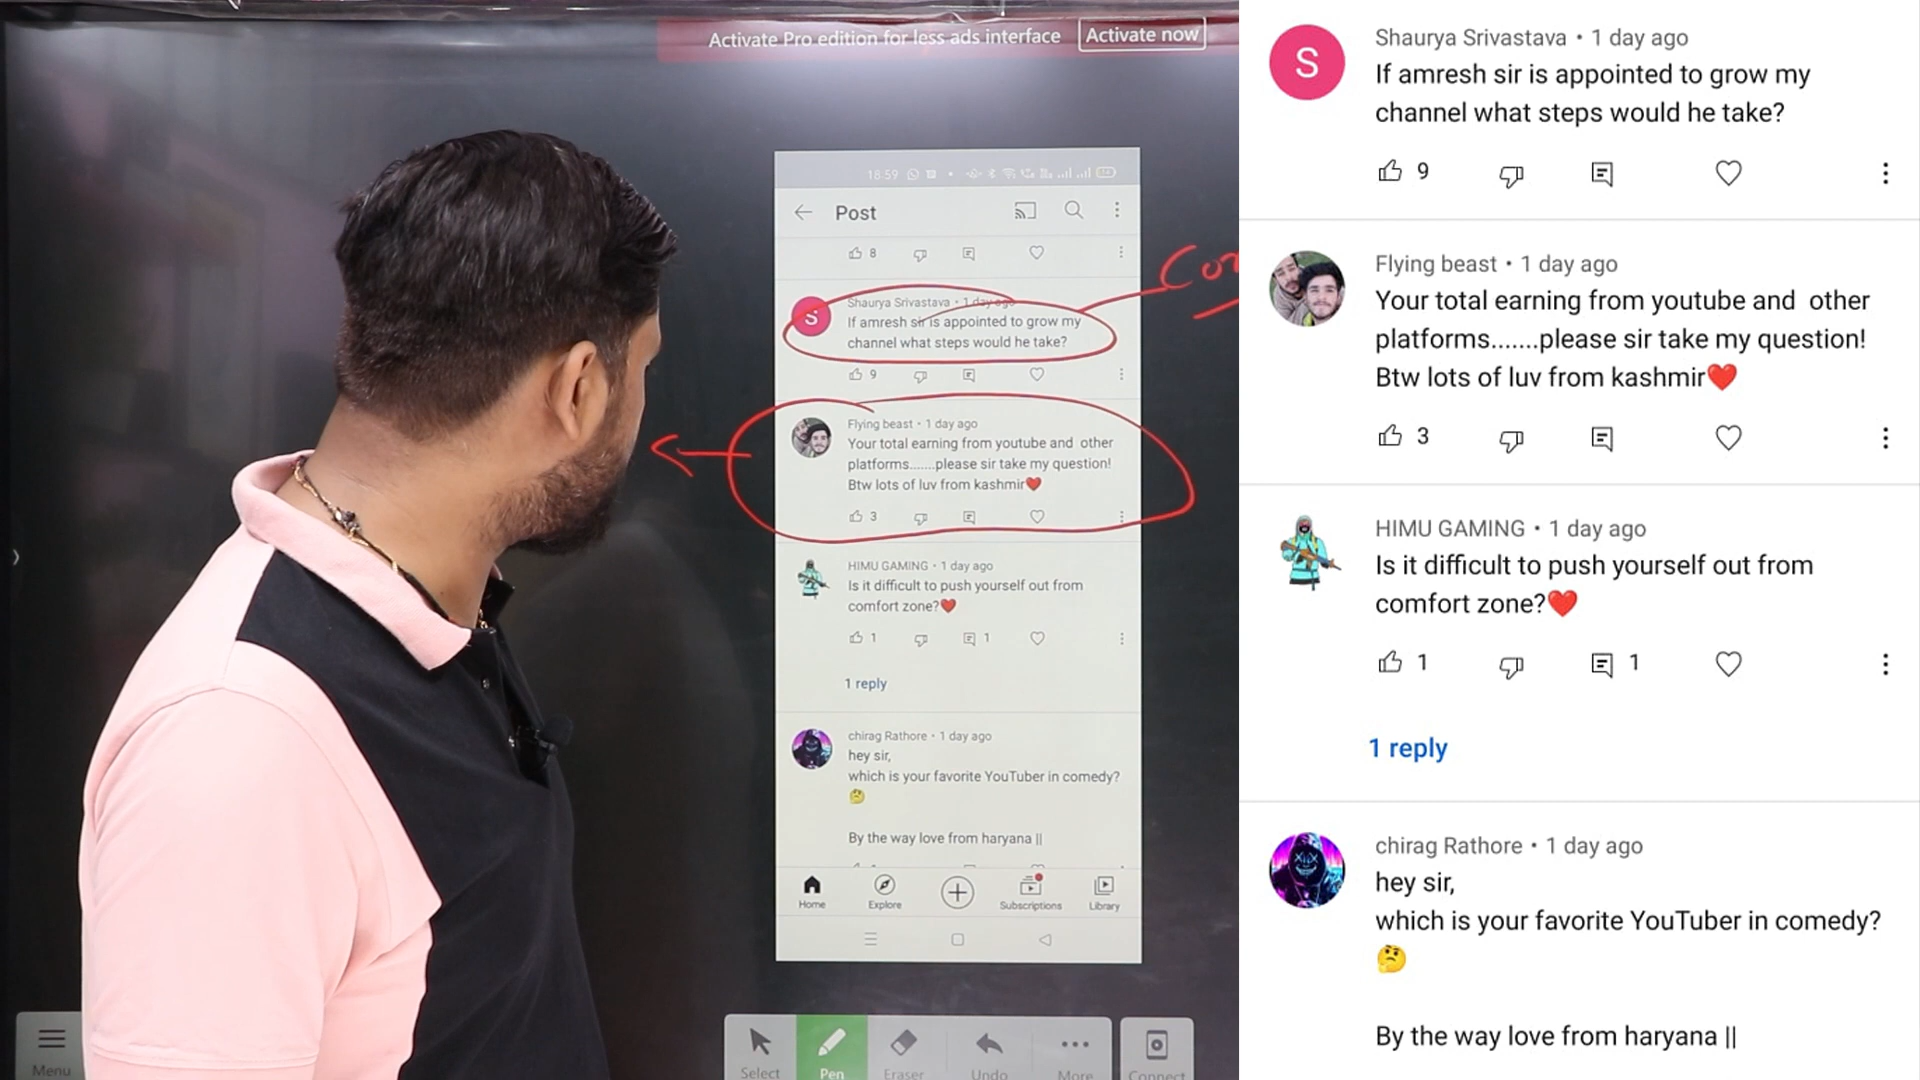 Activate Pro edition for less ads interface
Activate now
18:59
Post
8
Shaurya Srivastava • 1 day ago
S
If amresh sir is appointed to grow my
channel what steps would he take?
9
Flying beast • 1 day ago
Your total earning from youtube and other
platforms.......please sir take my question!
Btw lots of luv from kashmir❤️
3
HIMU GAMING • 1 day ago
Is it difficult to push yourself out from
comfort zone?❤️
1
1
1 reply
chirag Rathore • 1 day ago
hey sir,
which is your favorite YouTuber in comedy?
🤔
By the way love from haryana ||
Home
Explore
Subscriptions
Library
Menu
Select
Pen
Eraser
Undo
More
Connect
S
Shaurya Srivastava • 1 day ago
If amresh sir is appointed to grow my
channel what steps would he take?
9
Flying beast • 1 day ago
Your total earning from youtube and other
platforms.......please sir take my question!
Btw lots of luv from kashmir❤️
3
HIMU GAMING • 1 day ago
Is it difficult to push yourself out from
comfort zone?❤️
1
1
1 reply
chirag Rathore • 1 day ago
hey sir,
which is your favorite YouTuber in comedy?
🤔
By the way love from haryana ||